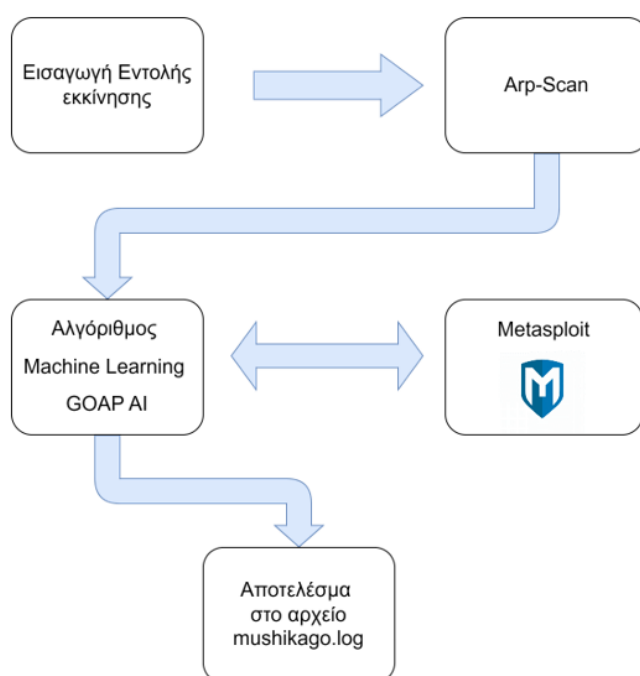 Εισαγωγή Εντολής
εκκίνησης
Arp-Scan
Αλγόριθμος
Machine Learning
GOAP AI
Metasploit
M
Αποτελέσμα
στο αρχείο
mushikago.log